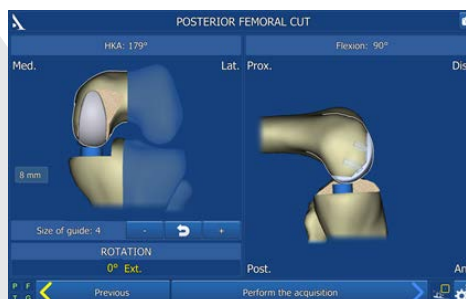 POSTERIOR FEMORAL CUT
HKA: 179°
Flexion: 90°
Med.
Lat.
Prox.
Dis
8 mm
Size of guide: 4
-
+
ROTATION
0° Ext.
Post.
An
P F
T G
Previous
Perform the acquisition